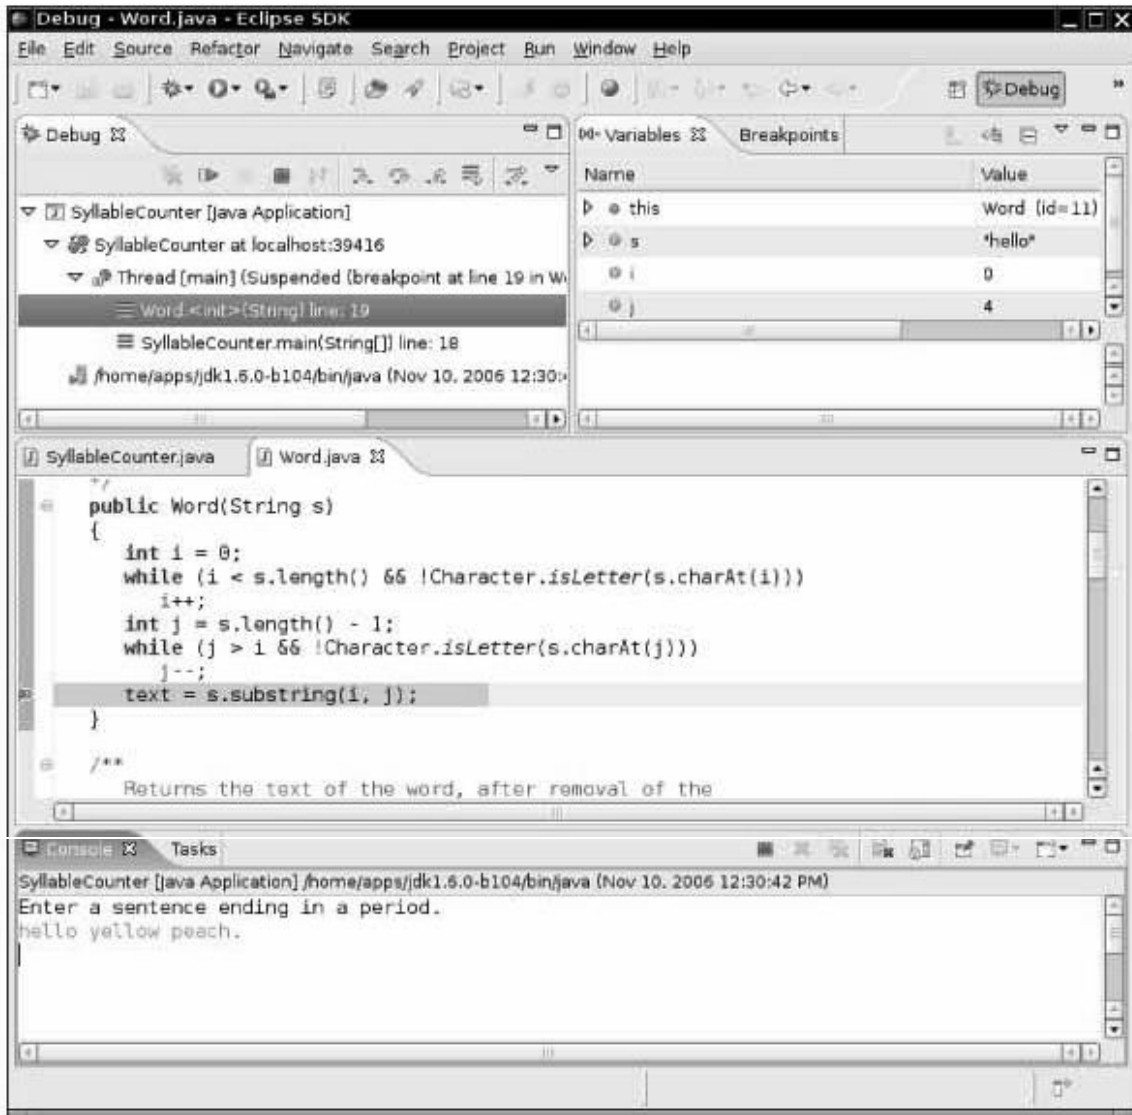 Debug - Word.java - Eclipse SDK
File Edit Source Refactor Navigate Search Project Run Window Help
Debug
Debug
Variables Breakpoints
Name Value
this Word (id=11)
s "hello"
i 0
j 4
SyllableCounter [Java Application]
SyllableCounter at localhost:39416
Thread [main] (Suspended (breakpoint at line 19 in Wo
Word.<init>(String) line: 19
SyllableCounter.main(String[]) line: 18
/home/apps/jdk1.6.0-b104/bin/java (Nov 10, 2006 12:30:
SyllableCounter.java Word.java
*/
public Word(String s)
{
int i = 0;
while (i < s.length() && !Character.isLetter(s.charAt(i)))
i++;
int j = s.length() - 1;
while (j > i && !Character.isLetter(s.charAt(j)))
j--;
text = s.substring(i, j);
}
/**
Returns the text of the word, after removal of the
Console Tasks
SyllableCounter [Java Application] /home/apps/jdk1.6.0-b104/bin/java (Nov 10, 2006 12:30:42 PM)
Enter a sentence ending in a period.
hello yellow peach.